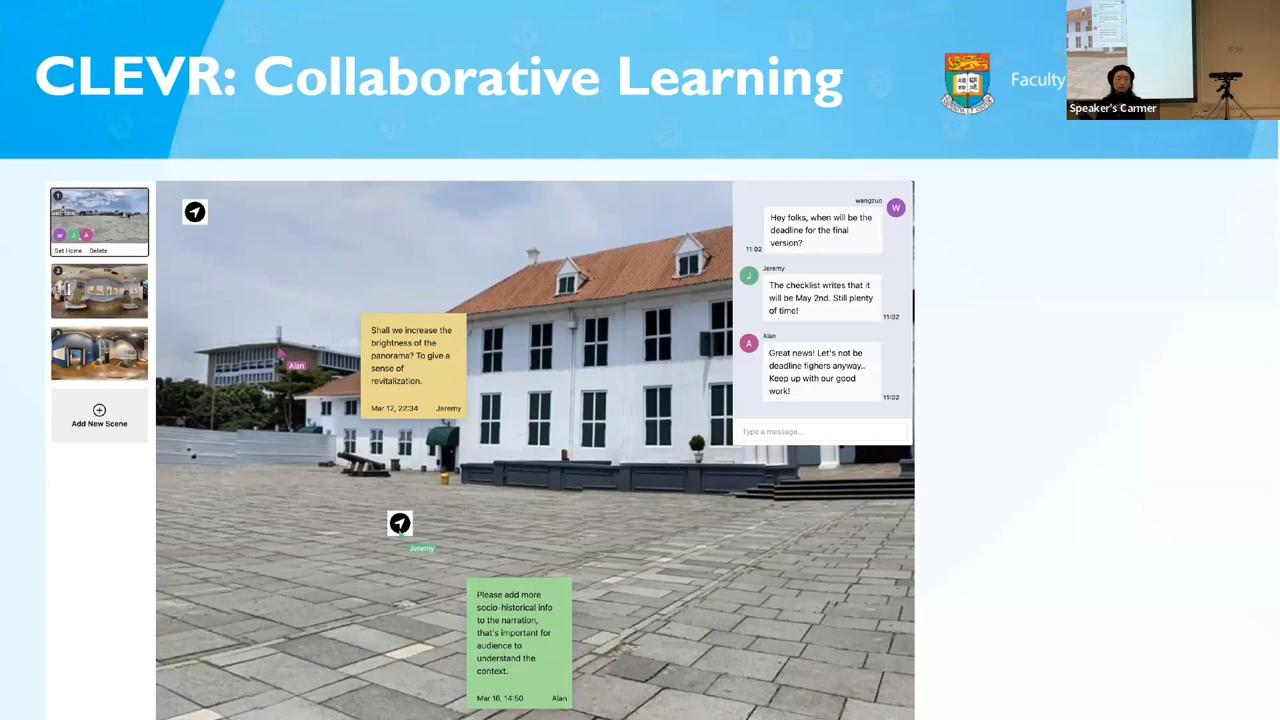 CLEVR: Collaborative Learning
Faculty
Speaker's Carmer
1
W J A
Set Home Delete
2
3
Add New Scene
Alan
Shall we increase the
brightness of the
panorama? To give a
sense of
revitalization.
Mar 12, 22:34 Jeremy
Jeremy
Please add more
socio-historical info
to the narration,
that's important for
audience to
understand the
context.
Mar 16, 14:50 Alan
wangzuo
W
Hey folks, when will be the
deadline for the final
version?
11:02
Jeremy
J
The checklist writes that it
will be May 2nd. Still plenty
of time!
11:02
Alan
A
Great news! Let's not be
deadline fighers anyway..
Keep up with our good
work!
11:02
Type a message...